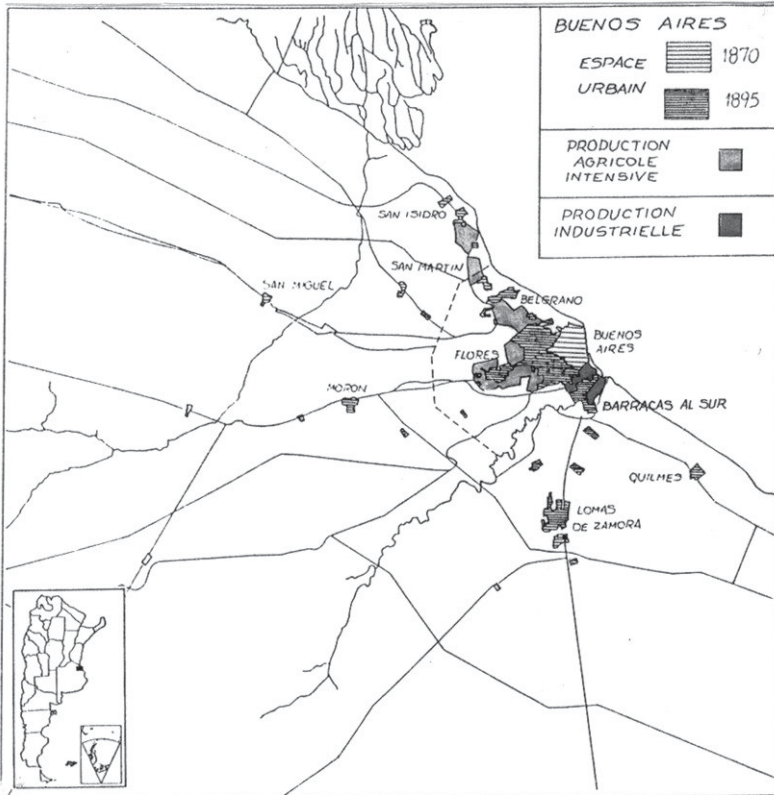 BUENOS AIRES
ESPACE
URBAIN
1870
1895
PRODUCTION
AGRICOLE
INTENSIVE
PRODUCTION
INDUSTRIELLE
SAN ISIDRO
SAN MARTIN
SAN MIGUEL
BELGRANO
BUENOS
AIRES
FLORES
MORON
BARRACAS AL SUR
QUILMES
LOMAS
DE ZAMORA